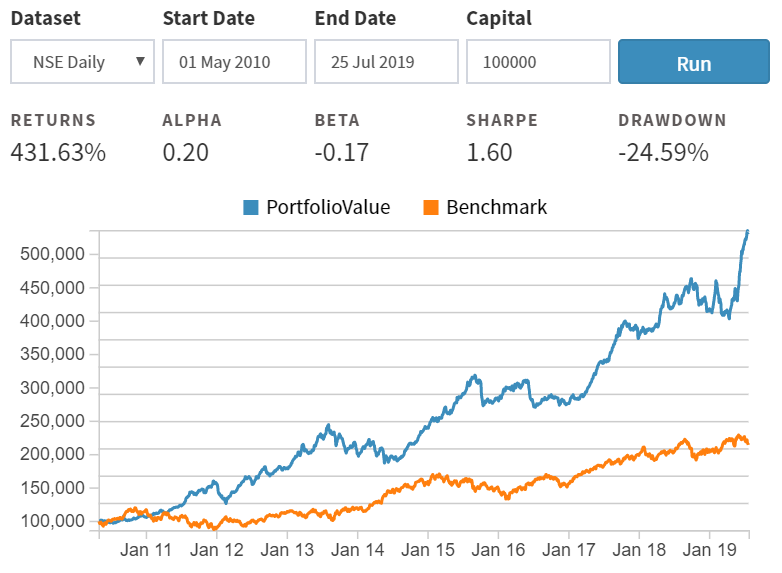 Dataset Start Date End Date Capital
NSE Daily ▼ 01 May 2010 25 Jul 2019 100000 Run
RETURNS ALPHA BETA SHARPE DRAWDOWN
431.63% 0.20 -0.17 1.60 -24.59%
PortfolioValue Benchmark
500,000
450,000
400,000
350,000
300,000
250,000
200,000
150,000
100,000
Jan 11 Jan 12 Jan 13 Jan 14 Jan 15 Jan 16 Jan 17 Jan 18 Jan 19